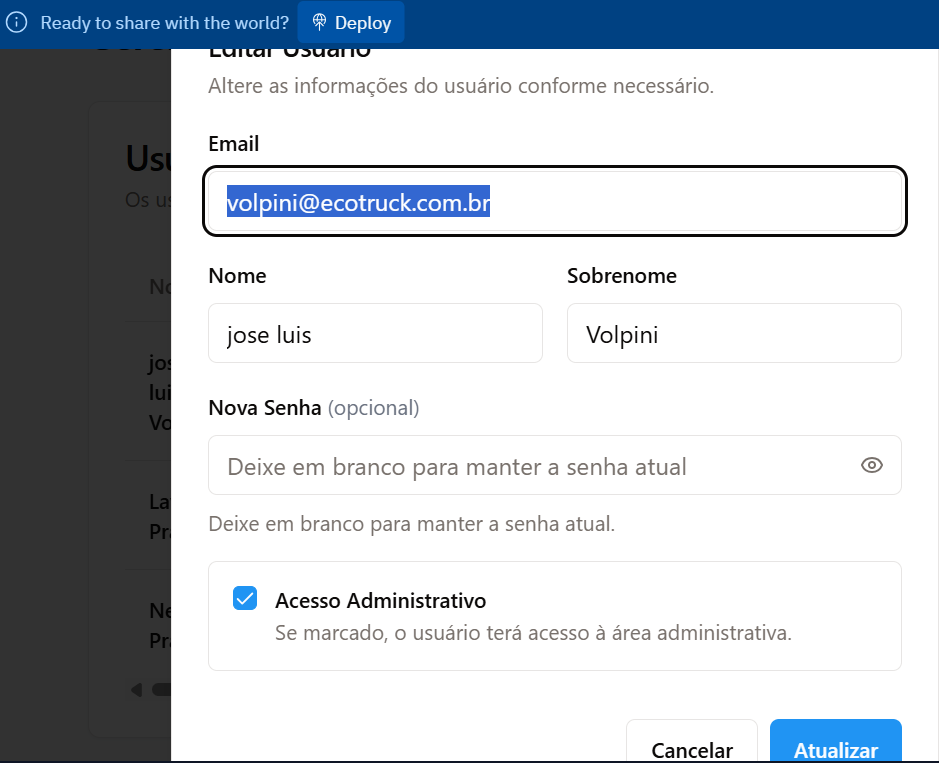 Ready to share with the world?
Deploy
Editar Usuário
Altere as informações do usuário conforme necessário.
Email
volpini@ecotruck.com.br
Nome
Sobrenome
jose luis
Volpini
Nova Senha (opcional)
Deixe em branco para manter a senha atual
Deixe em branco para manter a senha atual.
Acesso Administrativo
Se marcado, o usuário terá acesso à área administrativa.
Cancelar
Atualizar